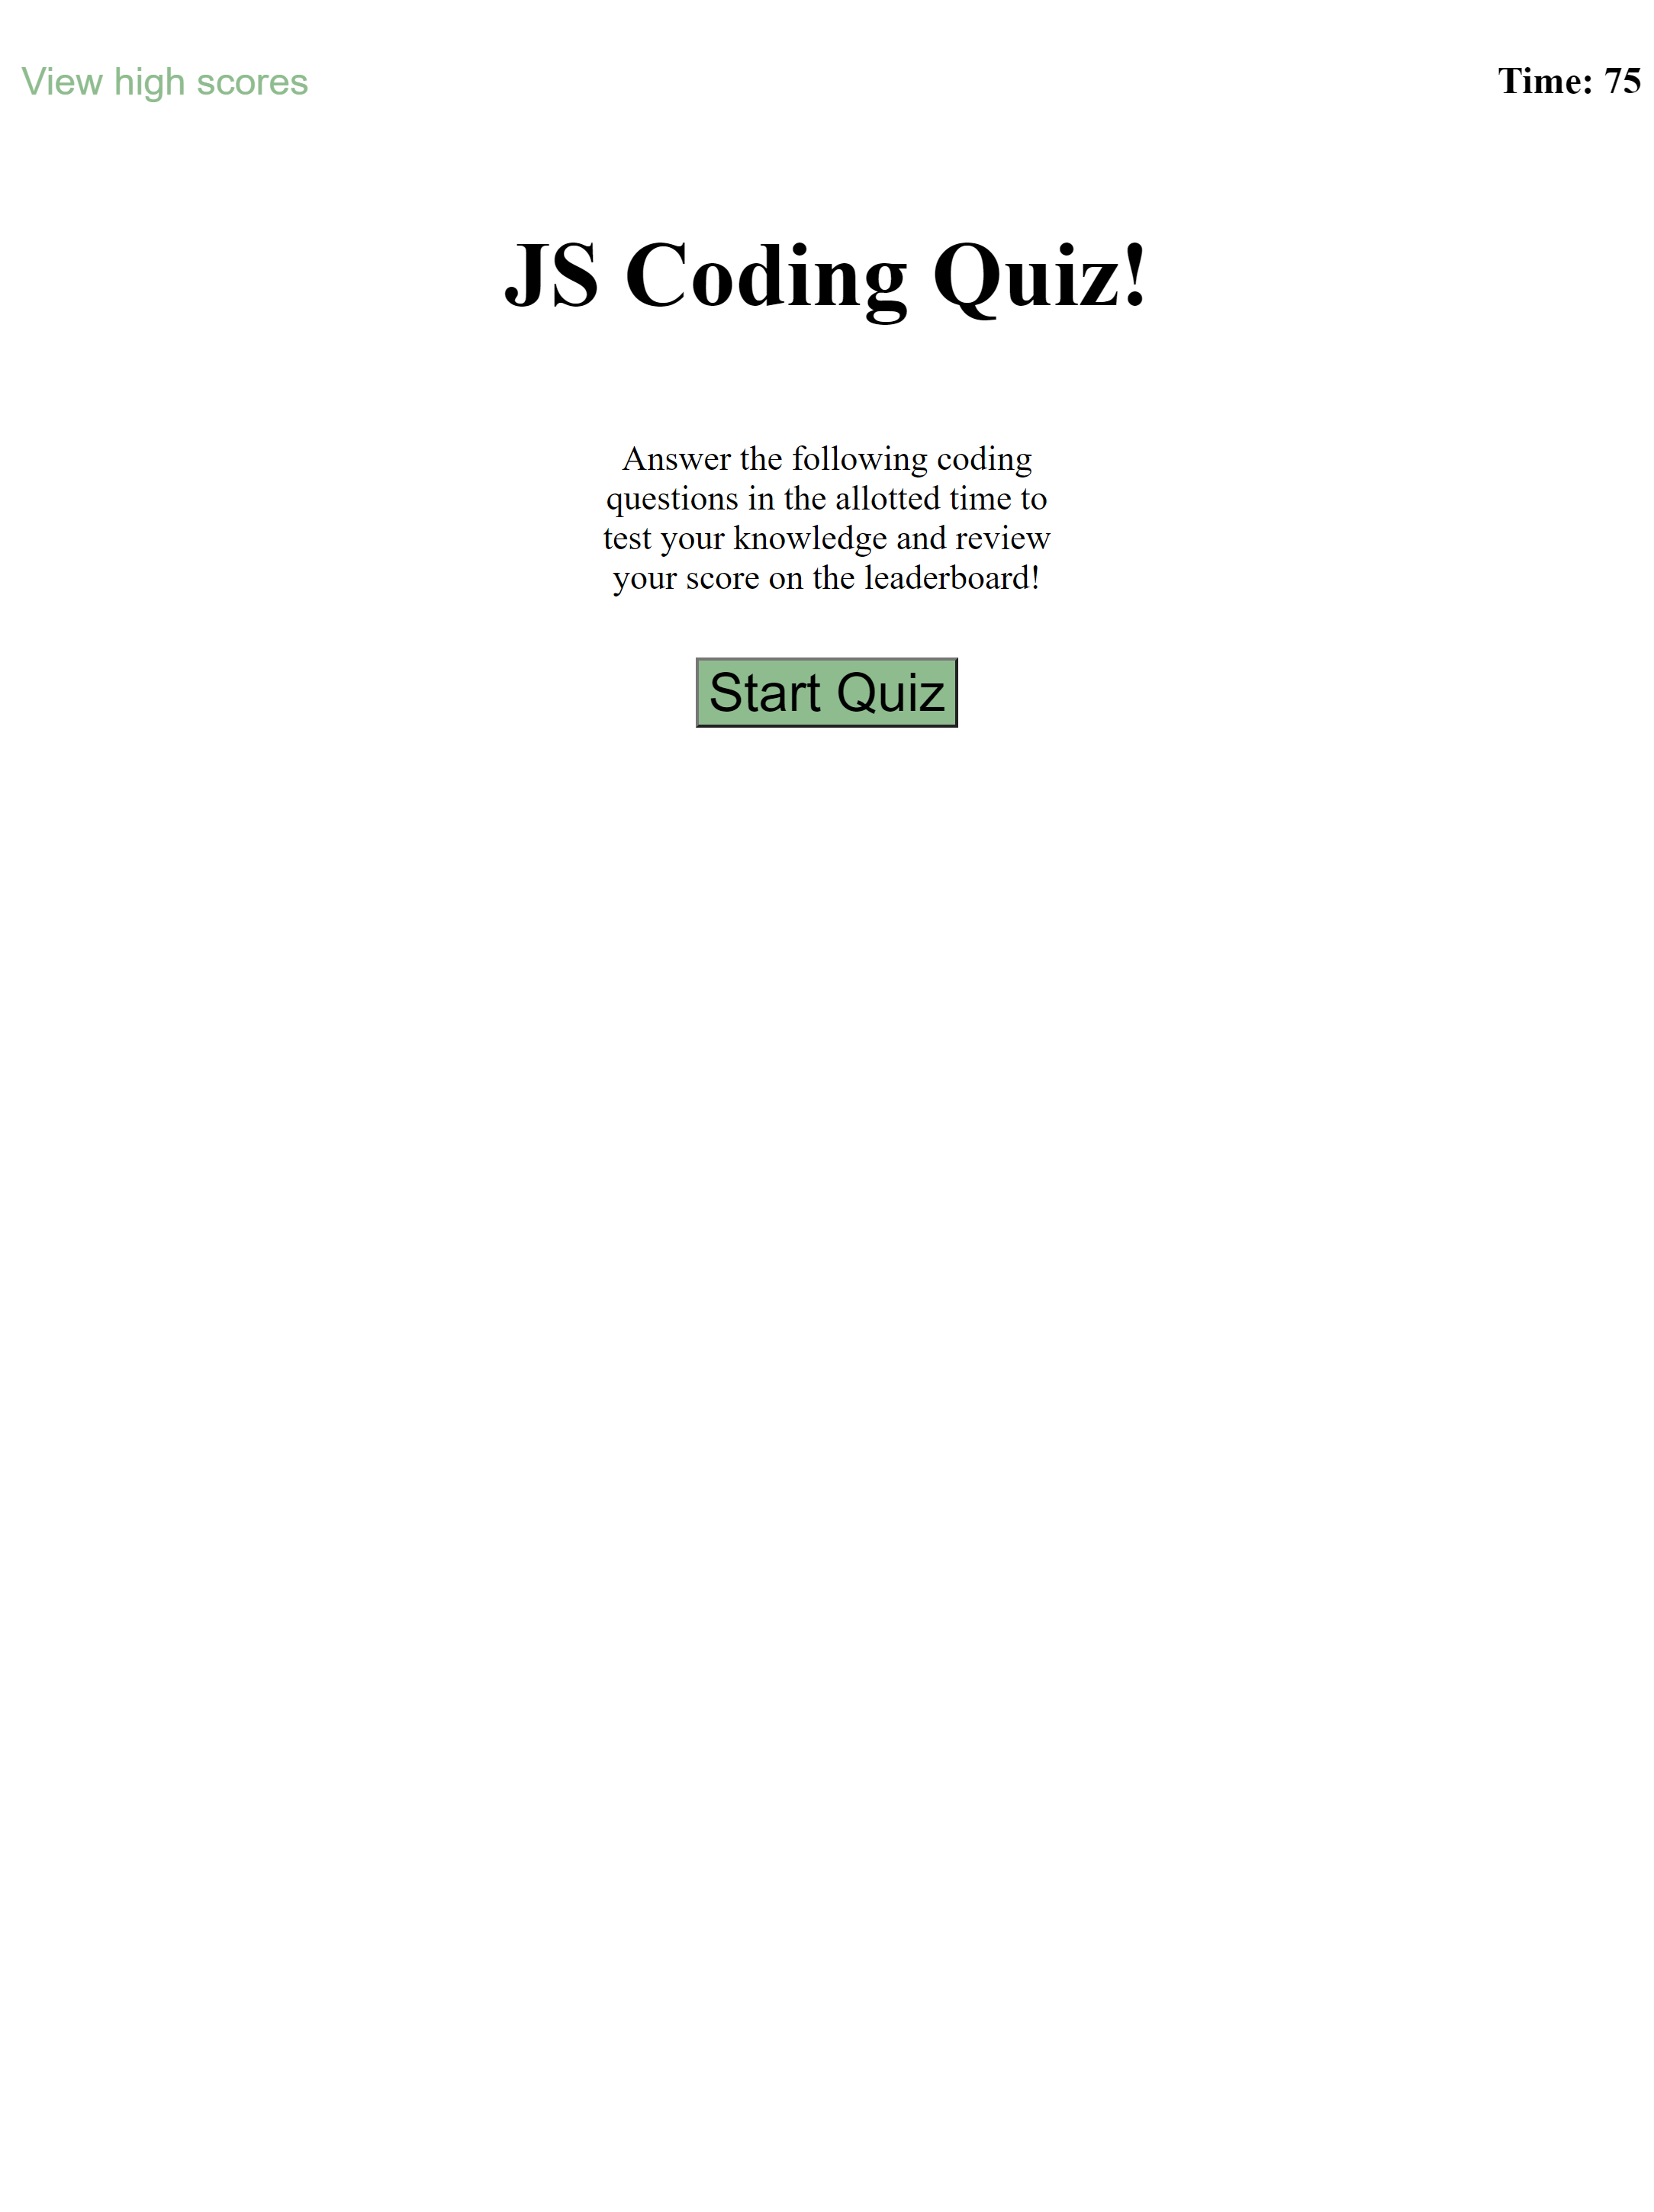 View high scores
Time: 75
JS Coding Quiz!
Answer the following coding
questions in the allotted time to
test your knowledge and review
your score on the leaderboard!
Start Quiz